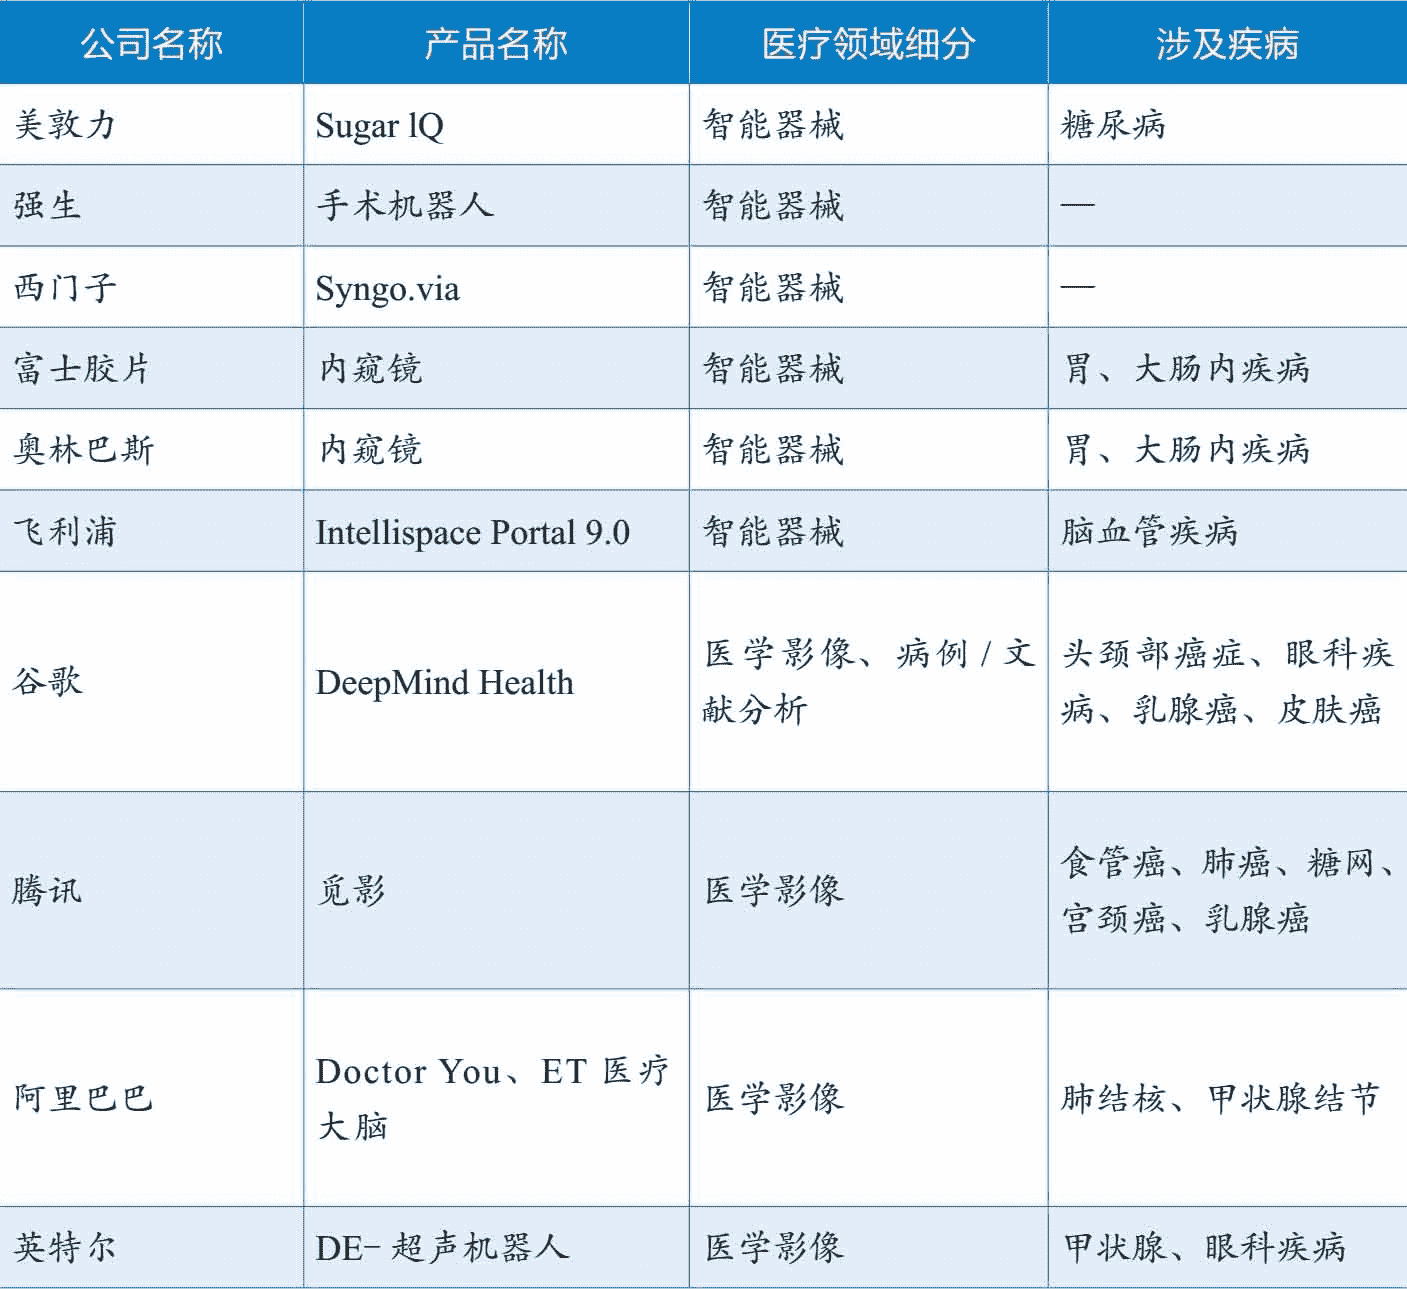 公司名称 产品名称 医疗领域细分 涉及疾病
美敦力 Sugar lQ 智能器械 糖尿病
强生 手术机器人 智能器械 —
西门子 Syngo.via 智能器械 —
富士胶片 内窥镜 智能器械 胃、大肠内疾病
奥林巴斯 内窥镜 智能器械 胃、大肠内疾病
飞利浦 Intellispace Portal 9.0 智能器械 脑血管疾病
谷歌 DeepMind Health 医学影像、病例 / 文 头颈部癌症、眼科疾
献分析 病、乳腺癌、皮肤癌
腾讯 觅影 医学影像 食管癌、肺癌、糖网、
宫颈癌、乳腺癌
阿里巴巴 Doctor You、ET 医疗 医学影像 肺结核、甲状腺结节
大脑
英特尔 DE- 超声机器人 医学影像 甲状腺、眼科疾病